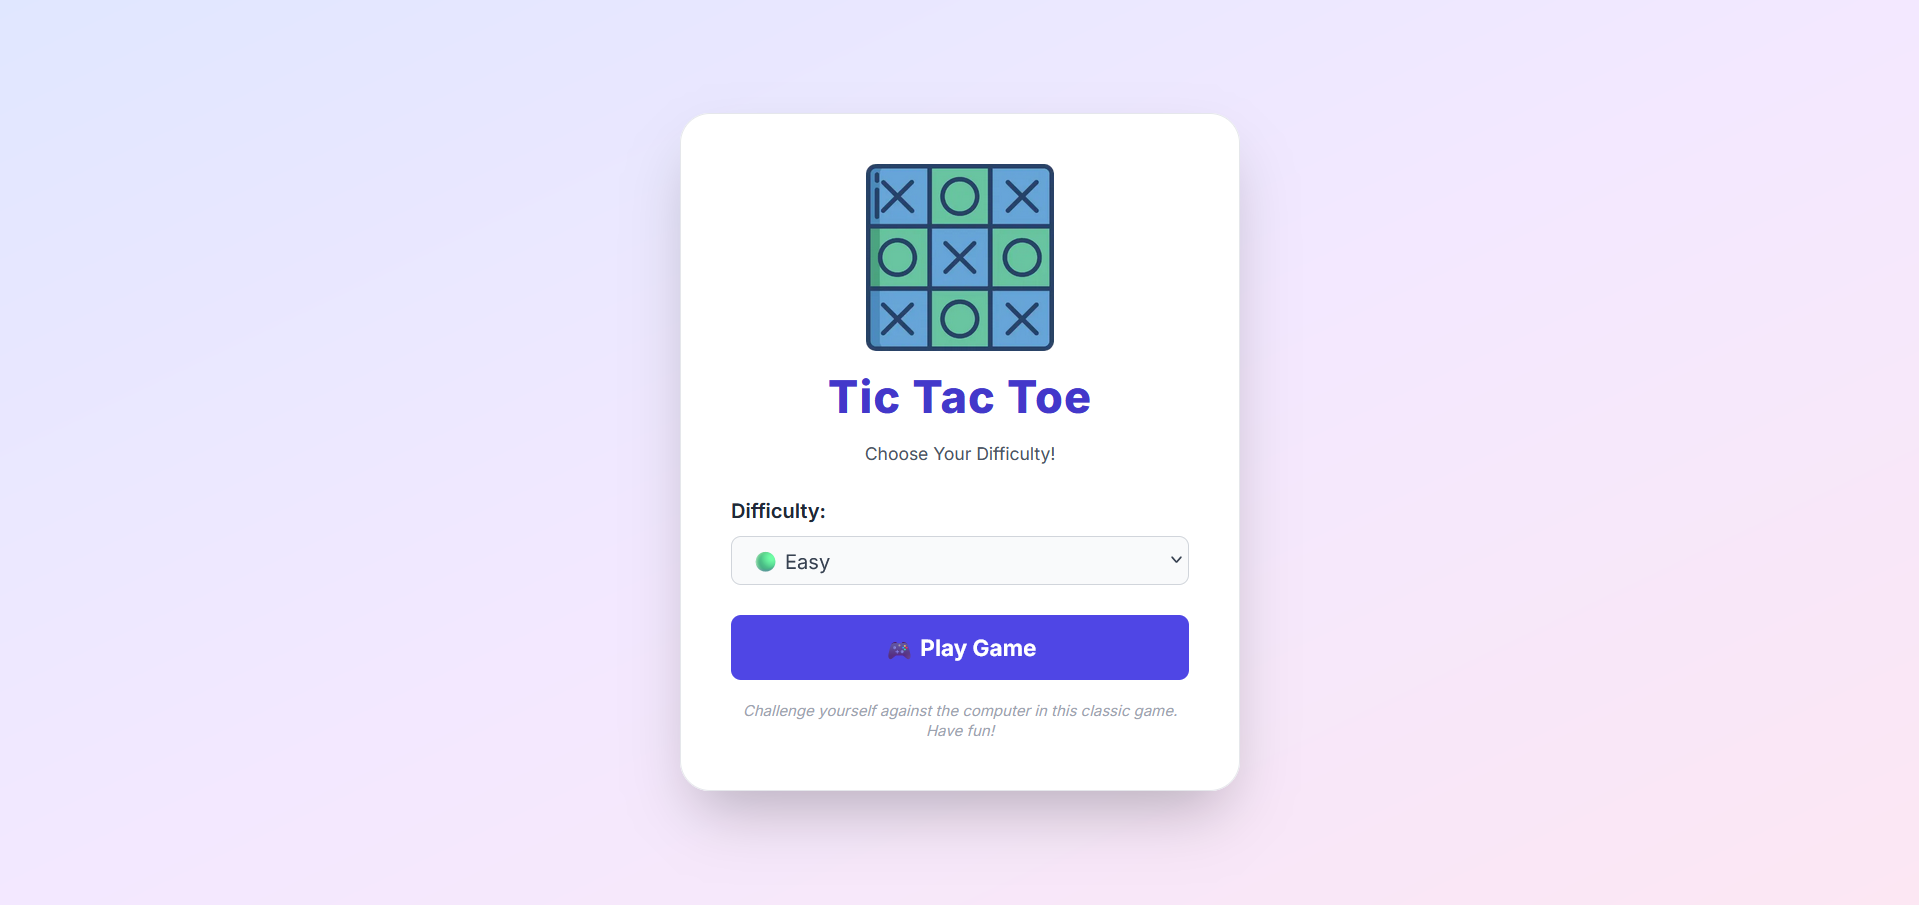 Tic Tac Toe
Choose Your Difficulty!
Difficulty:
Easy
Play Game
Challenge yourself against the computer in this classic game.
Have fun!